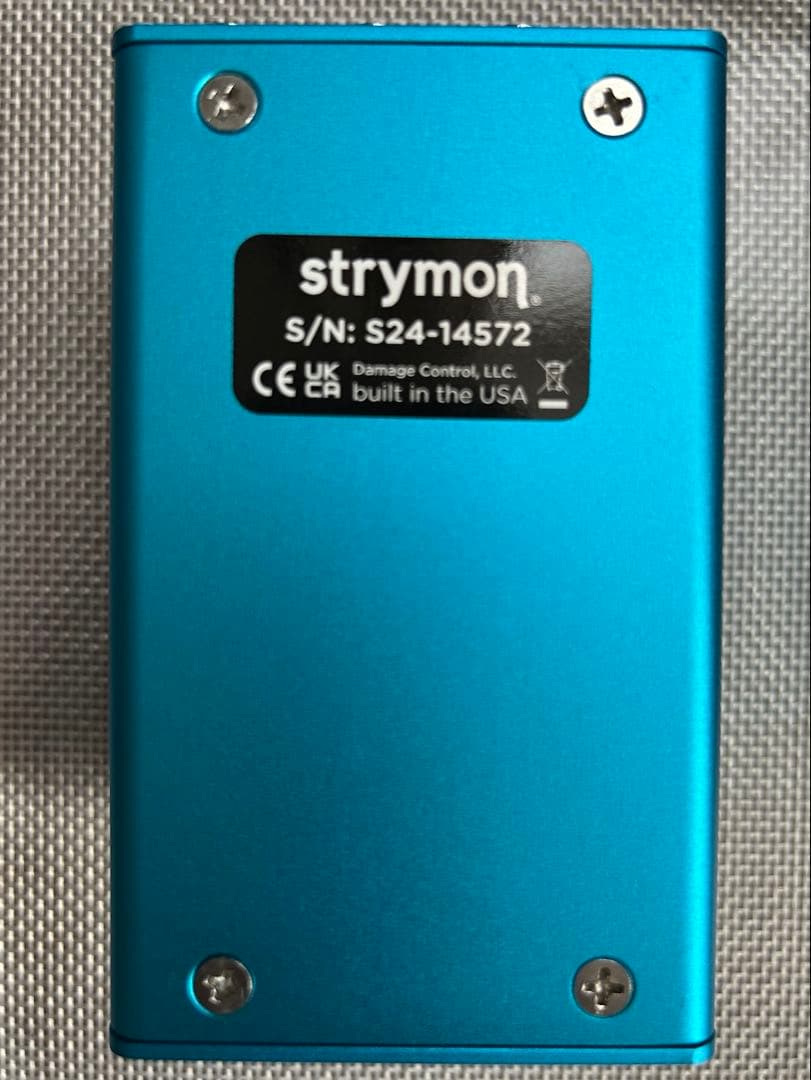 strymon®
S/N: S24-14572
CE UK CA Damage Control, LLC.
built in the USA